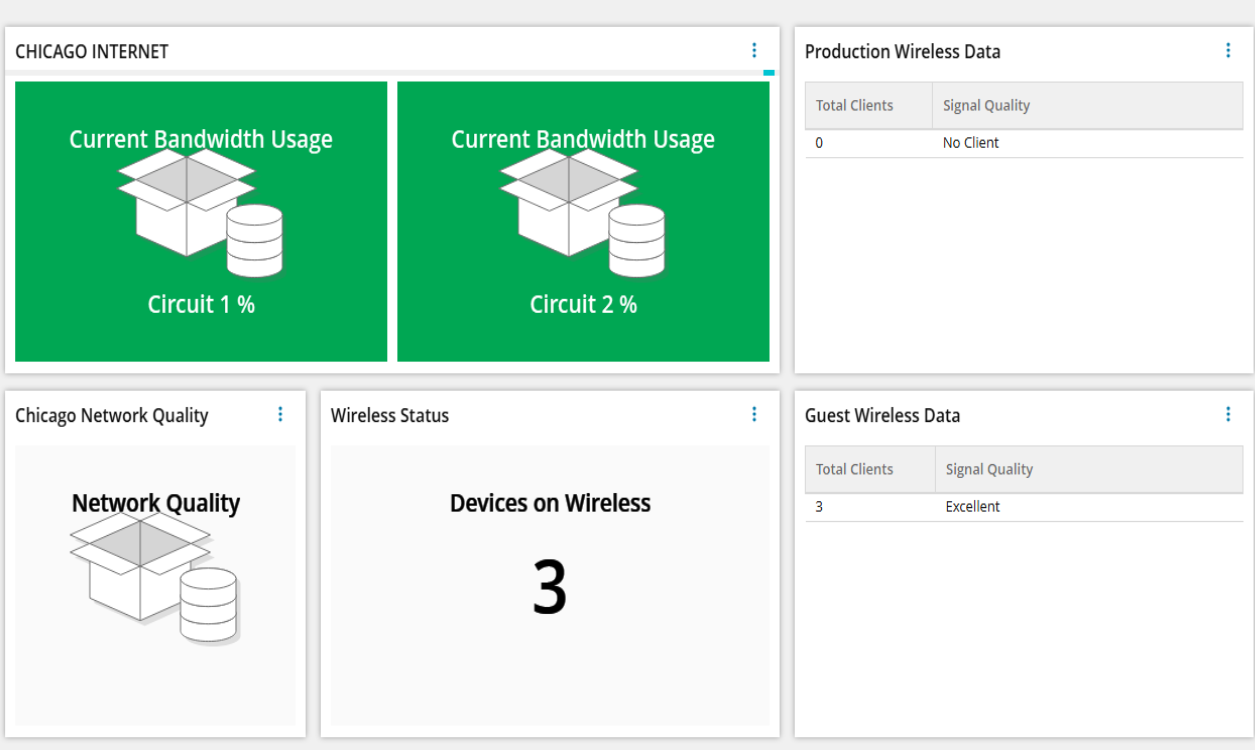 CHICAGO INTERNET
Current Bandwidth Usage
Circuit 1 %
Current Bandwidth Usage
Circuit 2 %
Production Wireless Data
Total Clients Signal Quality
0 No Client
Chicago Network Quality
Network Quality
Wireless Status
Devices on Wireless
3
Guest Wireless Data
Total Clients Signal Quality
3 Excellent